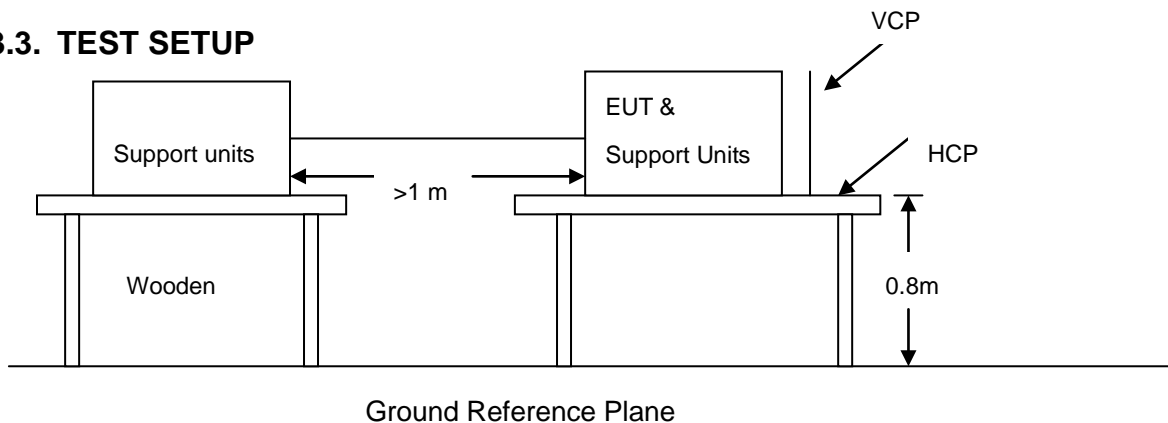 3.3. TEST SETUP
VCP
EUT &
Support Units
Support units
HCP
>1 m
Wooden
0.8m
Ground Reference Plane